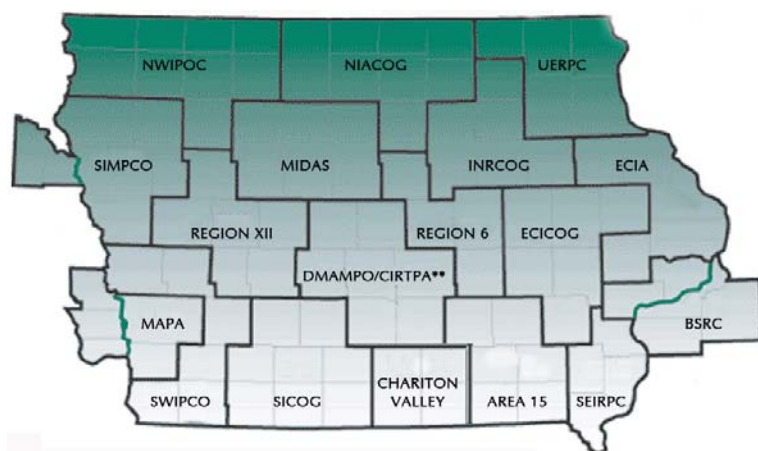 NWIPOC
NIACOG
UERPC
SIMPCO
MIDAS
INRCOG
ECIA
REGION XII
REGION 6
ECICOG
DMAMPO/CIRTPA**
MAPA
BSRC
SWIPCO
SICOG
CHARITON
VALLEY
AREA 15
SEIRPC